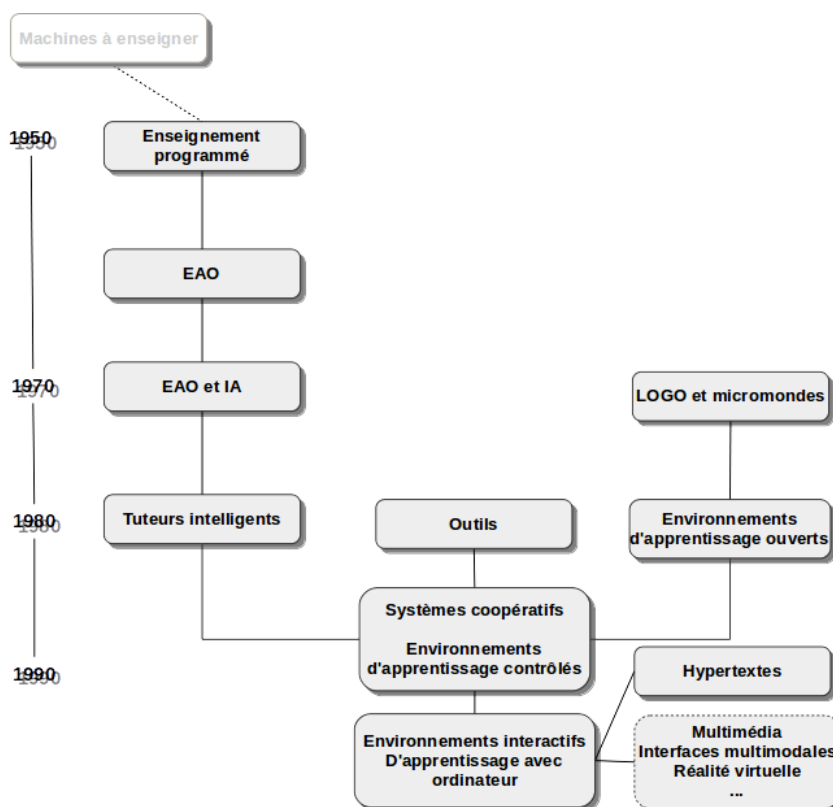 Machines à enseigner
1950
Enseignement
programmé
EAO
1970
EAO et IA
LOGO et micromondes
1980
Tuteurs intelligents
Outils
Environnements
d'apprentissage ouverts
Systèmes coopératifs
Environnements
d'apprentissage contrôlés
1990
Hypertextes
Environnements interactifs
D'apprentissage avec
ordinateur
Multimédia
Interfaces multimodales
Réalité virtuelle
...